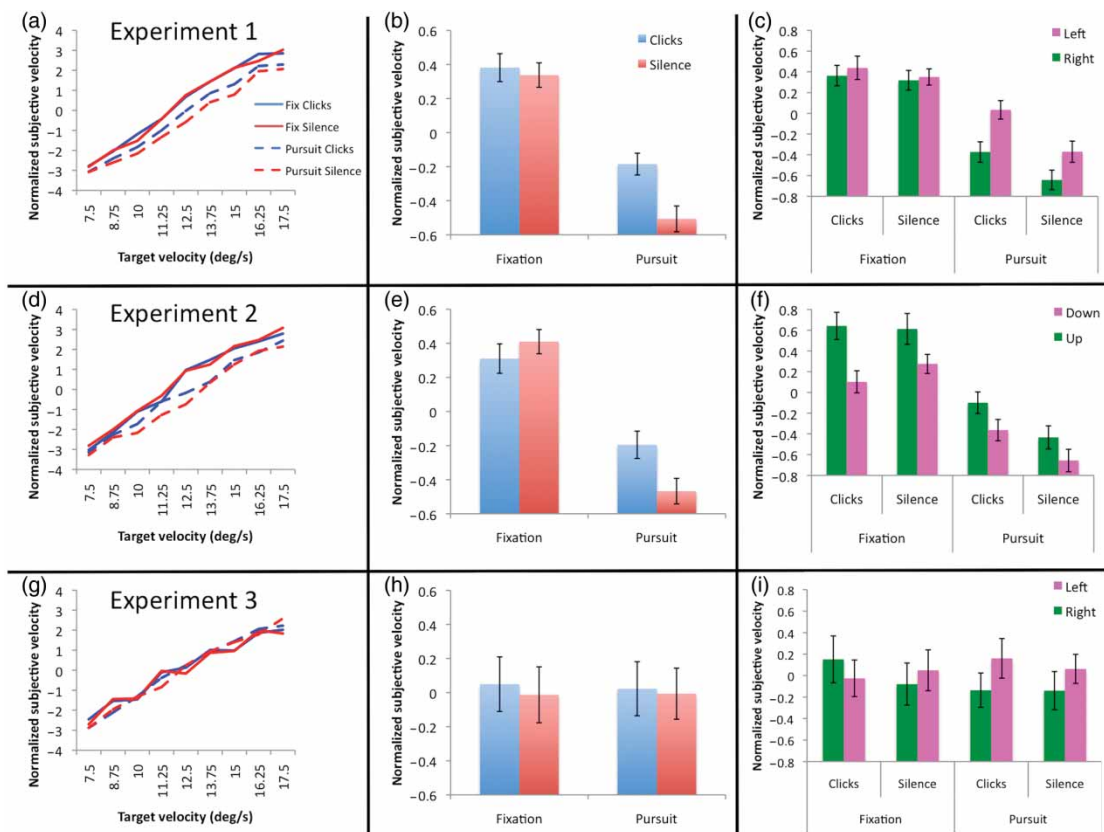 (a)
Experiment 1
Normalized subjective velocity
4
3
2
1
0
−1
−2
−3
−4
Fix Clicks
Fix Silence
Pursuit Clicks
Pursuit Silence
7.5
8.75
10
11.25
12.5
13.75
15
16.25
17.5
Target velocity (deg/s)
(b)
Normalized subjective velocity
0.6
0.4
0.2
0
−0.2
−0.4
−0.6
Clicks
Silence
Fixation Pursuit
(c)
Normalized subjective velocity
0.8
0.6
0.4
0.2
0
−0.2
−0.4
−0.6
−0.8
Left
Right
Clicks Silence Clicks Silence
Fixation Pursuit
(d)
Experiment 2
Normalized subjective velocity
4
3
2
1
0
−1
−2
−3
−4
7.5
8.75
10
11.25
12.5
13.75
15
16.25
17.5
Target velocity (deg/s)
(e)
Normalized subjective velocity
0.6
0.4
0.2
0
−0.2
−0.4
−0.6
Fixation Pursuit
(f)
Normalized subjective velocity
0.8
0.6
0.4
0.2
0
−0.2
−0.4
−0.6
−0.8
Down
Up
Clicks Silence Clicks Silence
Fixation Pursuit
(g)
Experiment 3
Normalized subjective velocity
4
3
2
1
0
−1
−2
−3
−4
7.5
8.75
10
11.25
12.5
13.75
15
16.25
17.5
Target velocity (deg/s)
(h)
Normalized subjective velocity
0.6
0.4
0.2
0
−0.2
−0.4
−0.6
Fixation Pursuit
(i)
Normalized subjective velocity
0.8
0.6
0.4
0.2
0
−0.2
−0.4
−0.6
−0.8
Left
Right
Clicks Silence Clicks Silence
Fixation Pursuit